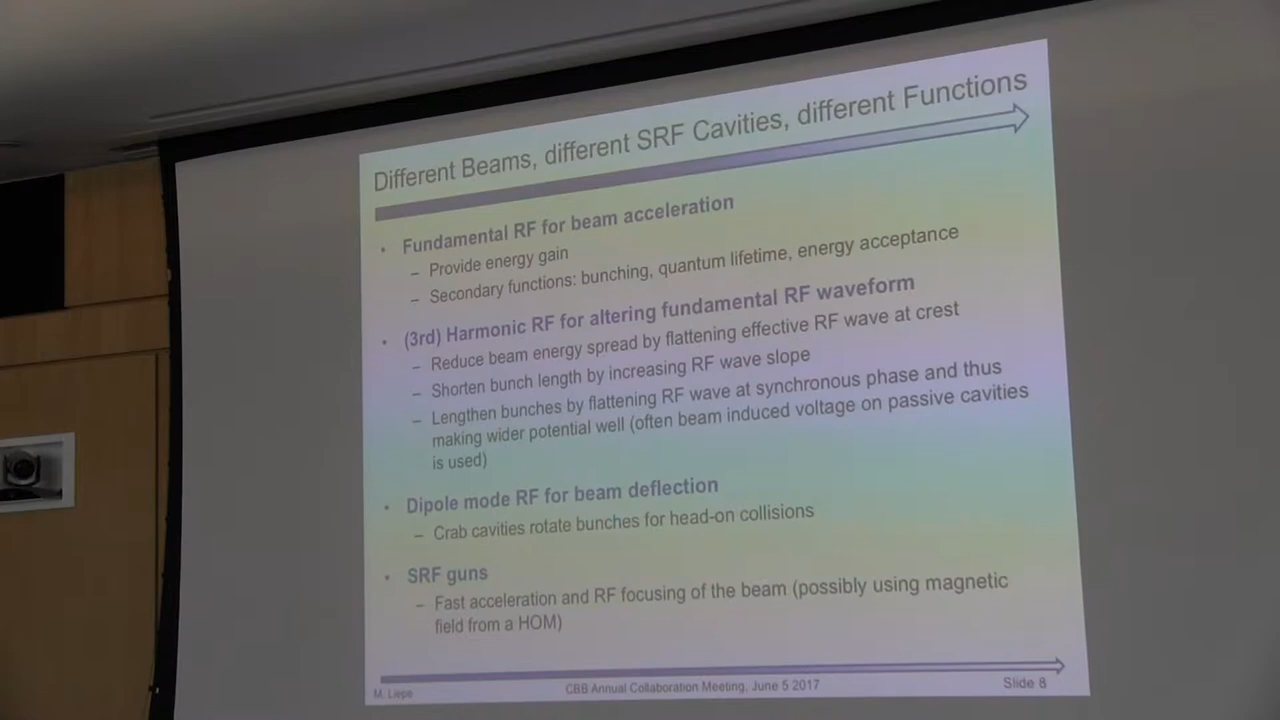 Different Beams, different SRF Cavities, different Functions
• Fundamental RF for beam acceleration
– Provide energy gain
– Secondary functions: bunching, quantum lifetime, energy acceptance
• (3rd) Harmonic RF for altering fundamental RF waveform
– Reduce beam energy spread by flattening effective RF wave at crest
– Shorten bunch length by increasing RF wave slope
– Lengthen bunches by flattening RF wave at synchronous phase and thus
making wider potential well (often beam induced voltage on passive cavities
is used)
• Dipole mode RF for beam deflection
– Crab cavities rotate bunches for head-on collisions
• SRF guns
– Fast acceleration and RF focusing of the beam (possibly using magnetic
field from a HOM)
M. Liepe
CBB Annual Collaboration Meeting, June 5 2017
Slide 8